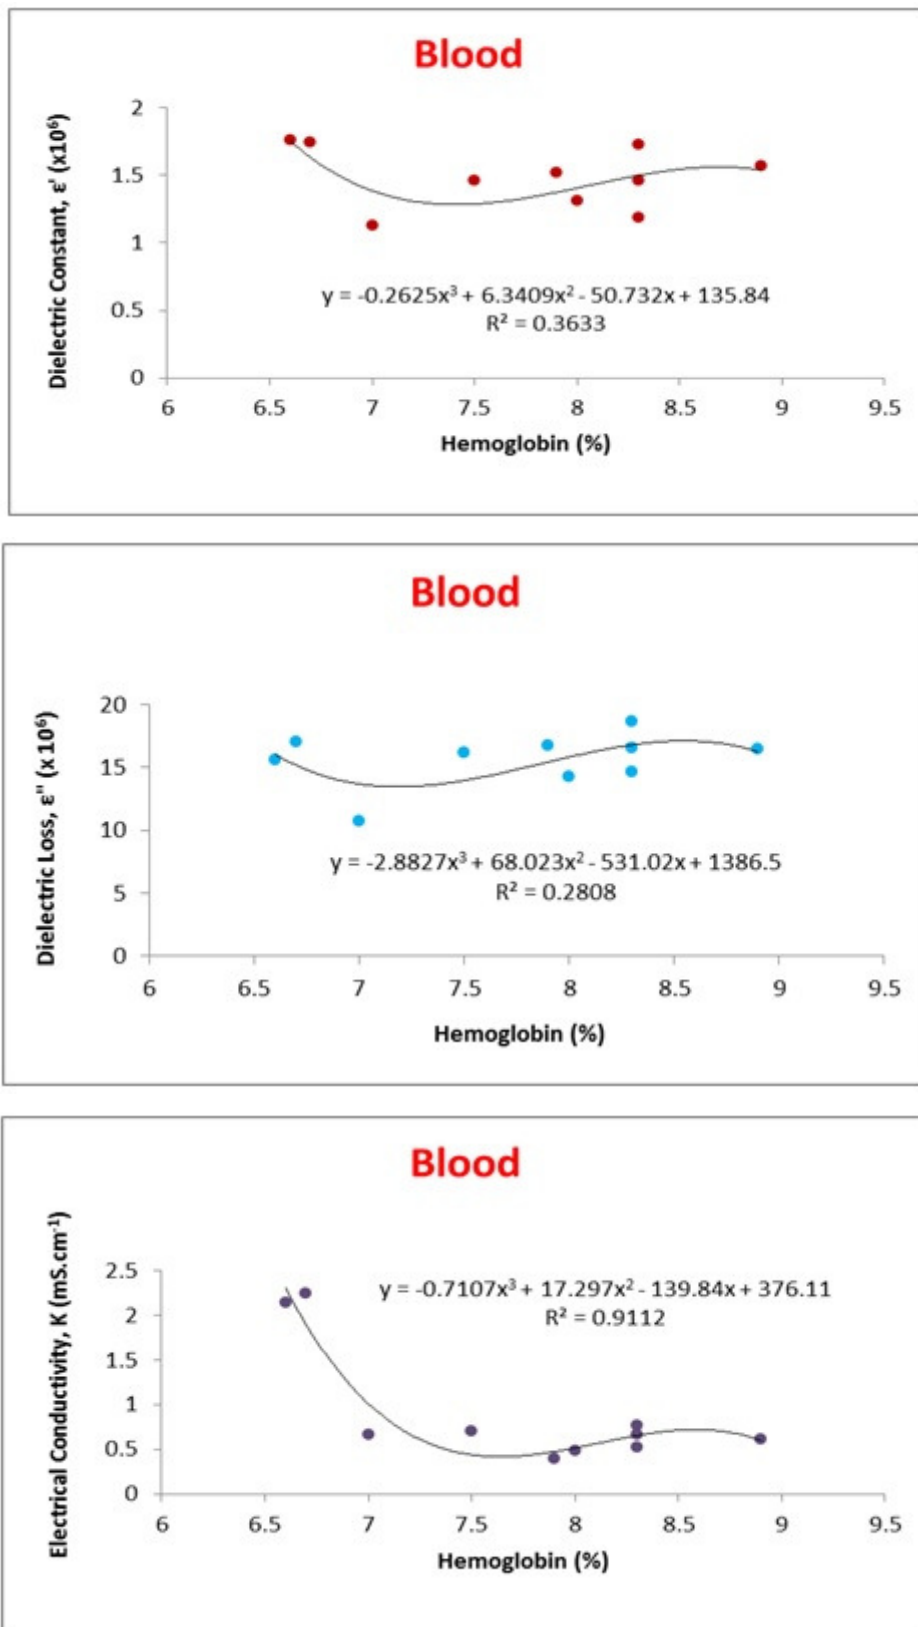 Blood
Dielectric Constant, ε' (x10⁶)
2
1.5
1
0.5
0
y = -0.2625x³ + 6.3409x² - 50.732x + 135.84
R² = 0.3633
6 6.5 7 7.5 8 8.5 9 9.5
Hemoglobin (%)
Blood
Dielectric Loss, ε" (x10⁶)
20
15
10
5
0
y = -2.8827x³ + 68.023x² - 531.02x + 1386.5
R² = 0.2808
6 6.5 7 7.5 8 8.5 9 9.5
Hemoglobin (%)
Blood
Electrical Conductivity, K (mS.cm⁻¹)
2.5
2
1.5
1
0.5
0
y = -0.7107x³ + 17.297x² - 139.84x + 376.11
R² = 0.9112
6 6.5 7 7.5 8 8.5 9 9.5
Hemoglobin (%)